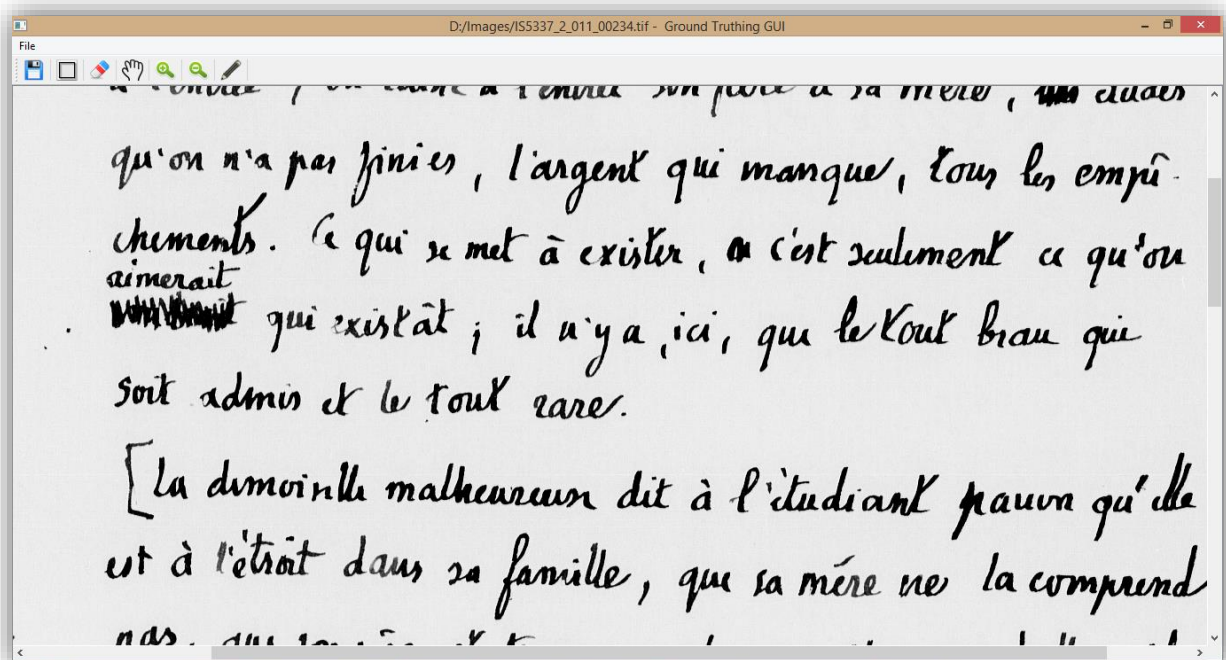 D:/Images/IS5337_2_011_00234.tif - Ground Truthing GUI
File
à sa mère,
qu'on n'a pas finies, l'argent qui manque, tous les empê-
chements. Ce qui se met à exister, c'est seulement ce qu'on
aimerait
qui existât ; il n'y a, ici, que le tout beau qui
soit admis et le tout rare.
[La demoiselle malheureuse dit à l'étudiant pauvre qu'elle
est à l'étroit dans sa famille, que sa mère ne la comprend
pas,